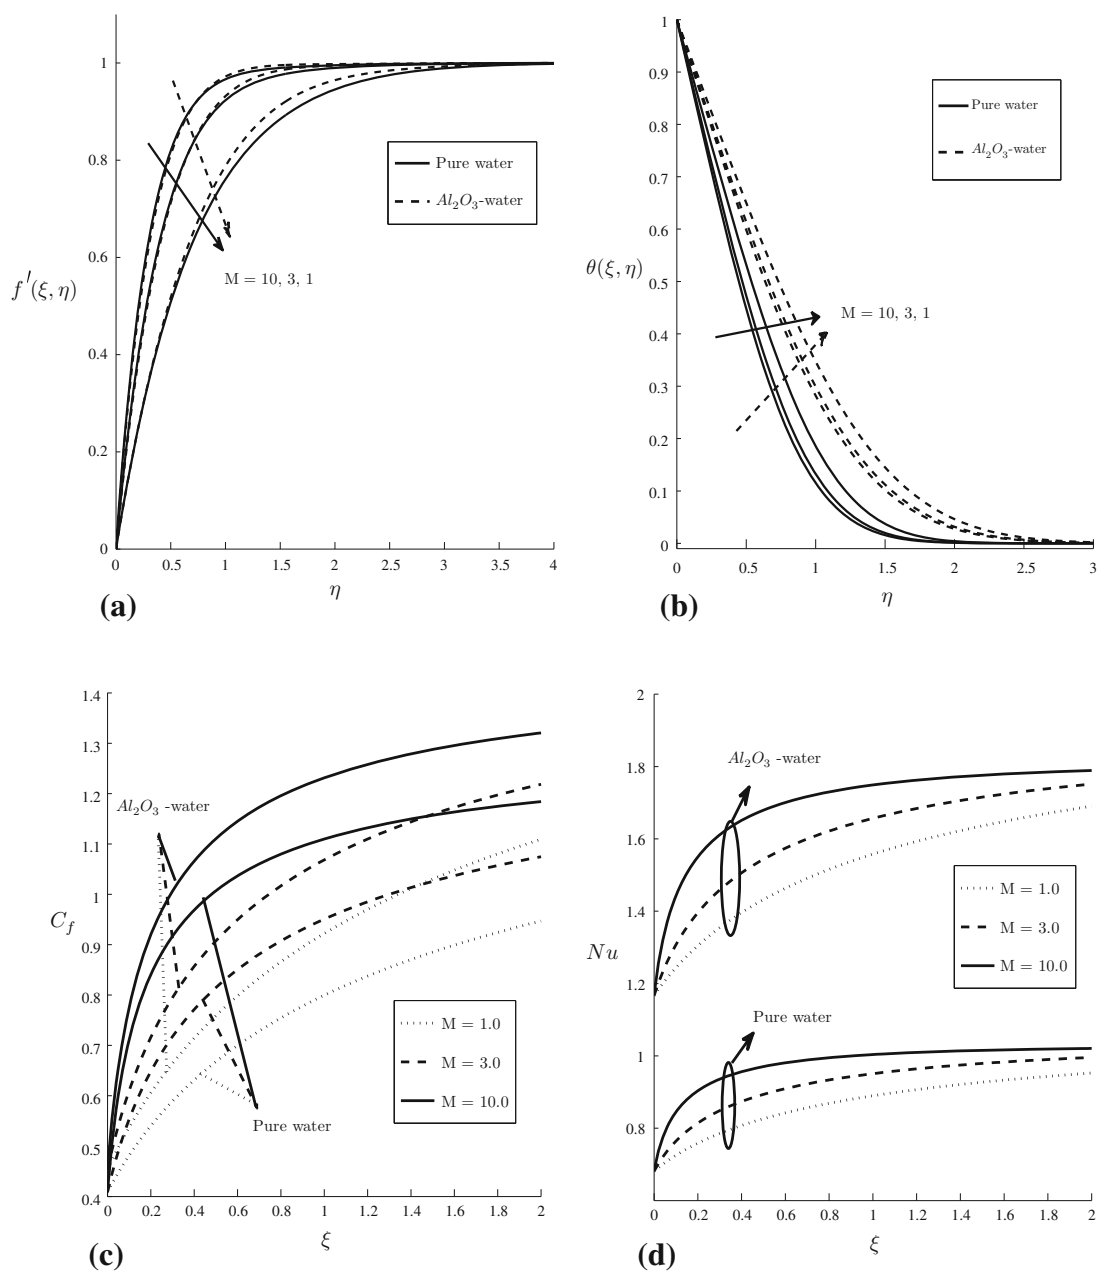 1
0.8
0.6
0.4
0.2
0
f′(ξ, η)
0 0.5 1 1.5 2 2.5 3 3.5 4
η
Pure water
Al₂O₃-water
M = 10, 3, 1
(a)
1
0.9
0.8
0.7
0.6
0.5
0.4
0.3
0.2
0.1
0
θ(ξ, η)
0 0.5 1 1.5 2 2.5 3
η
Pure water
Al₂O₃-water
M = 10, 3, 1
(b)
1.4
1.3
1.2
1.1
1
0.9
0.8
0.7
0.6
0.5
0.4
C_f
0 0.2 0.4 0.6 0.8 1 1.2 1.4 1.6 1.8 2
ξ
Al₂O₃ -water
Pure water
M = 1.0
M = 3.0
M = 10.0
(c)
2
1.8
1.6
1.4
1.2
1
0.8
Nu
0 0.2 0.4 0.6 0.8 1 1.2 1.4 1.6 1.8 2
ξ
Al₂O₃ -water
M = 1.0
M = 3.0
M = 10.0
Pure water
(d)